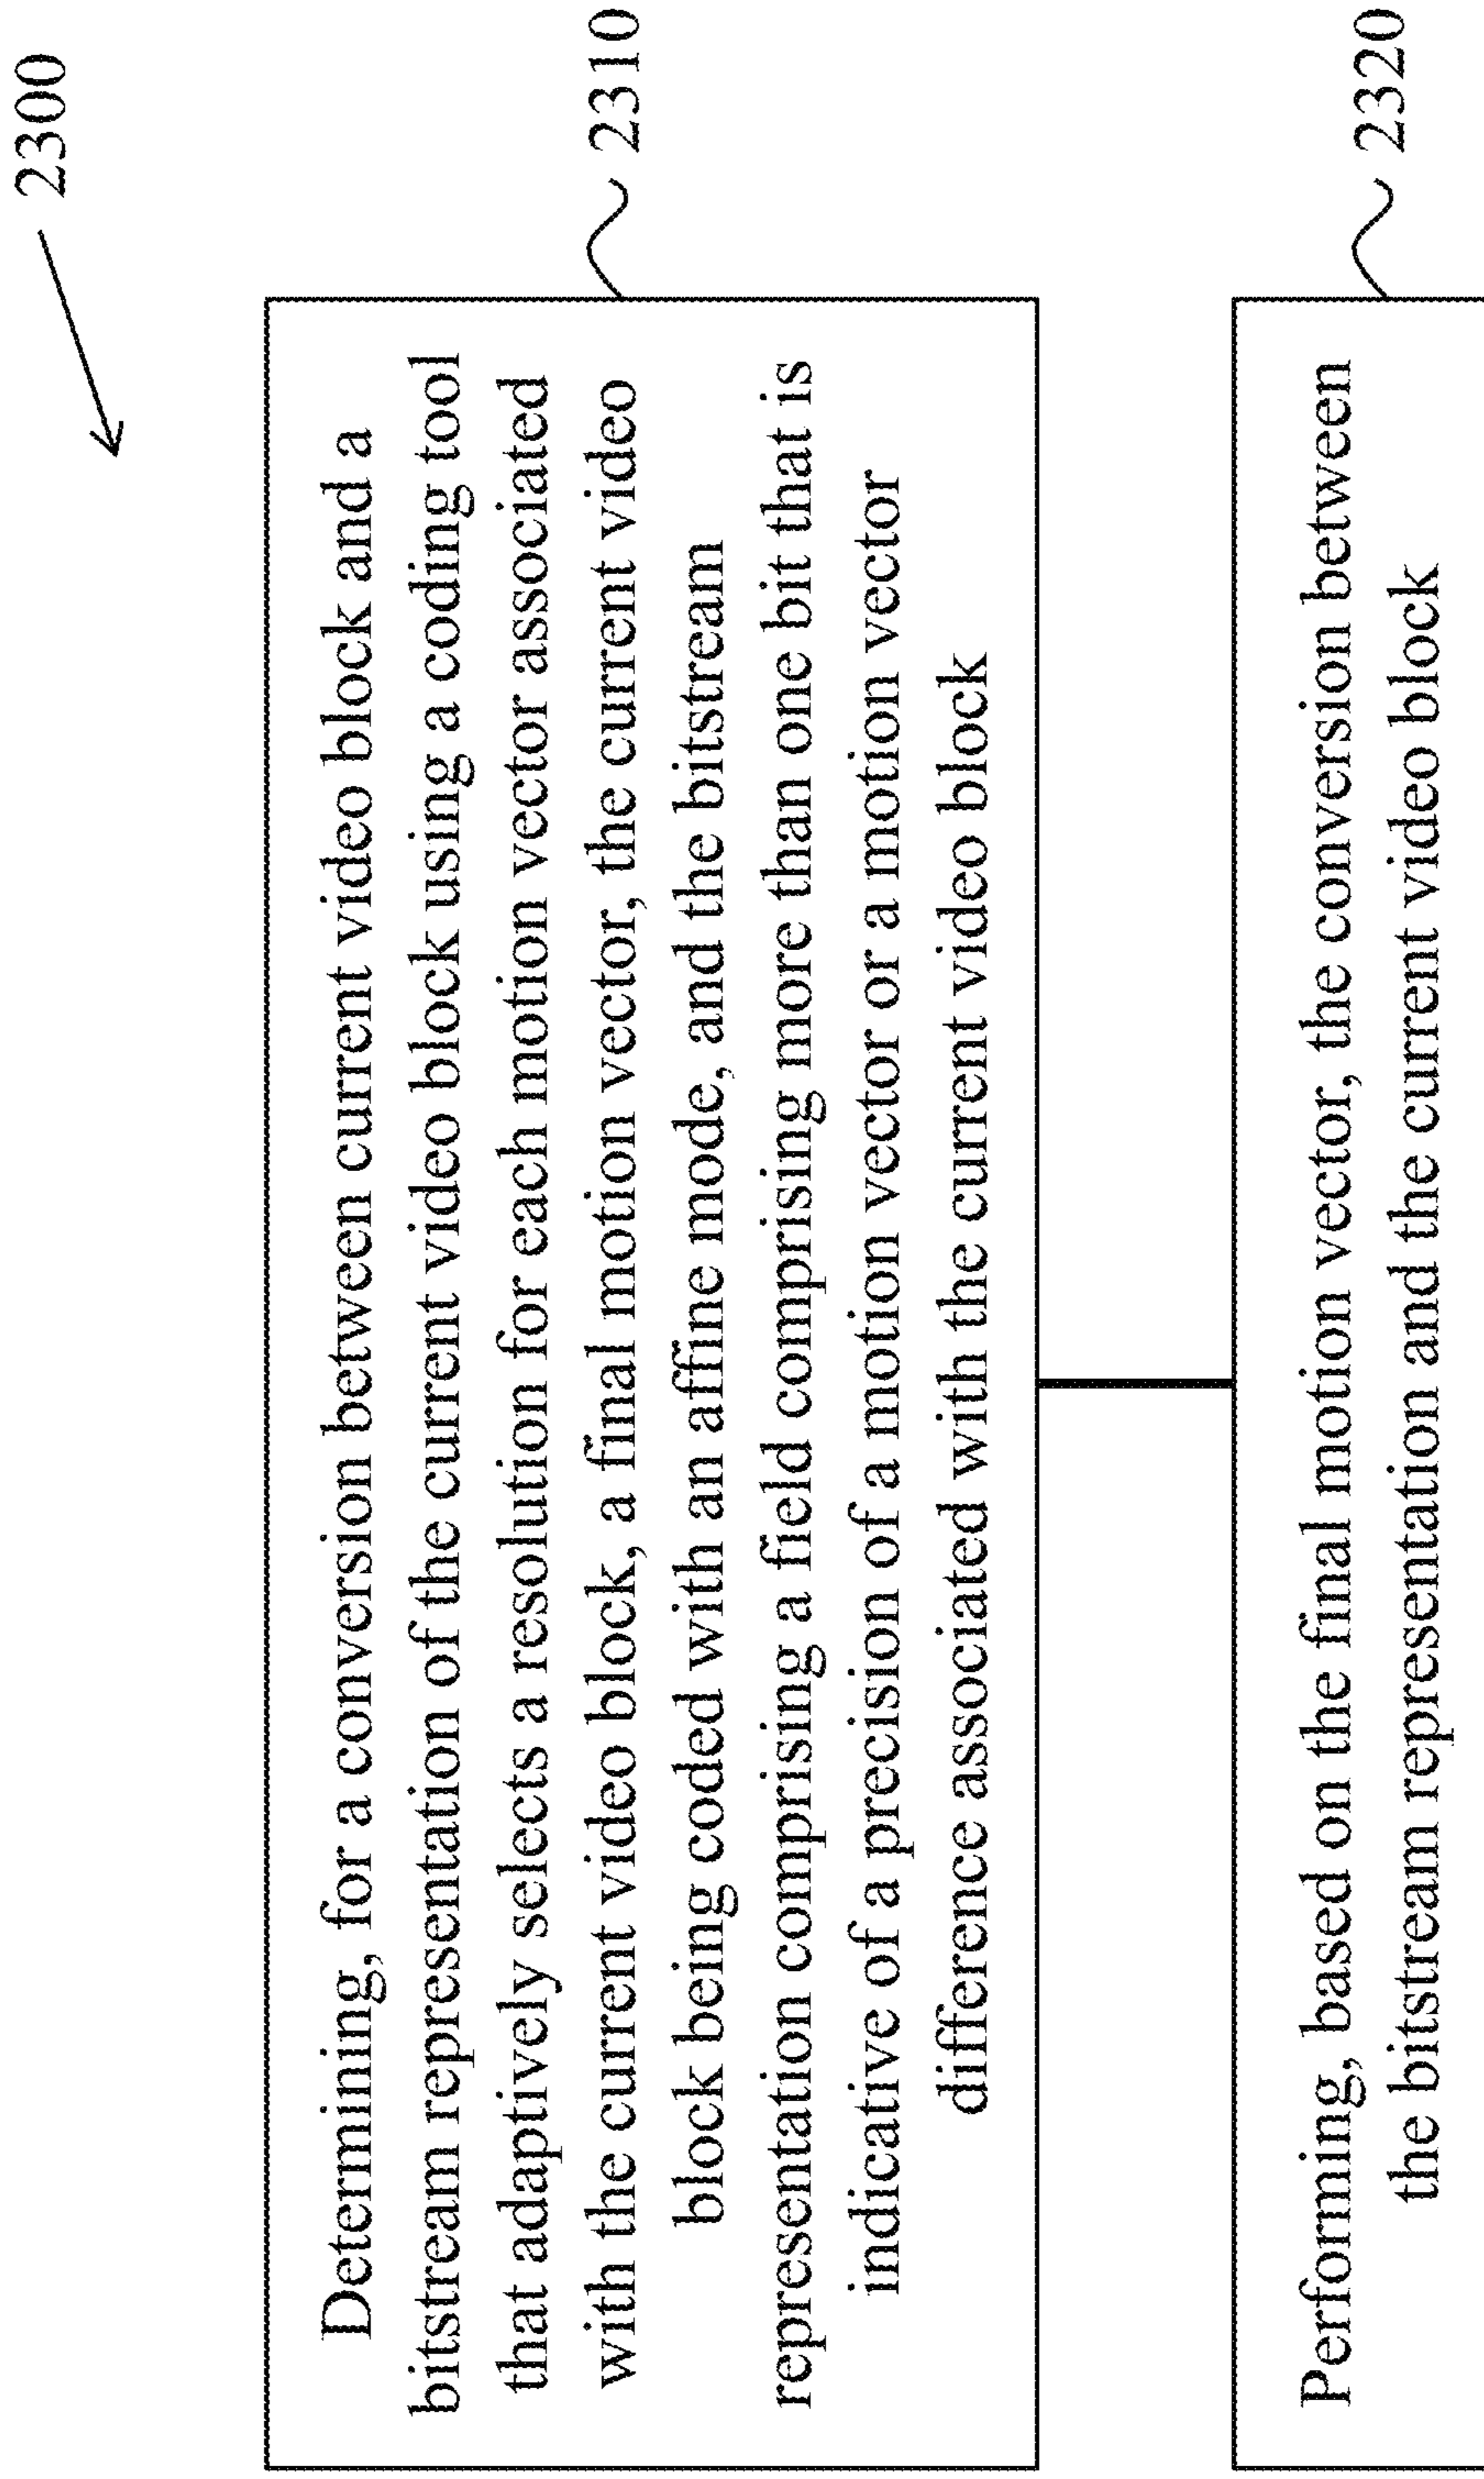 2300
Determining, for a conversion between current video block and a
bitstream representation of the current video block using a coding tool
that adaptively selects a resolution for each motion vector associated
with the current video block, a final motion vector, the current video
block being coded with an affine mode, and the bitstream
representation comprising a field comprising more than one bit that is
indicative of a precision of a motion vector or a motion vector
difference associated with the current video block
2310
Performing, based on the final motion vector, the conversion between
the bitstream representation and the current video block
2320